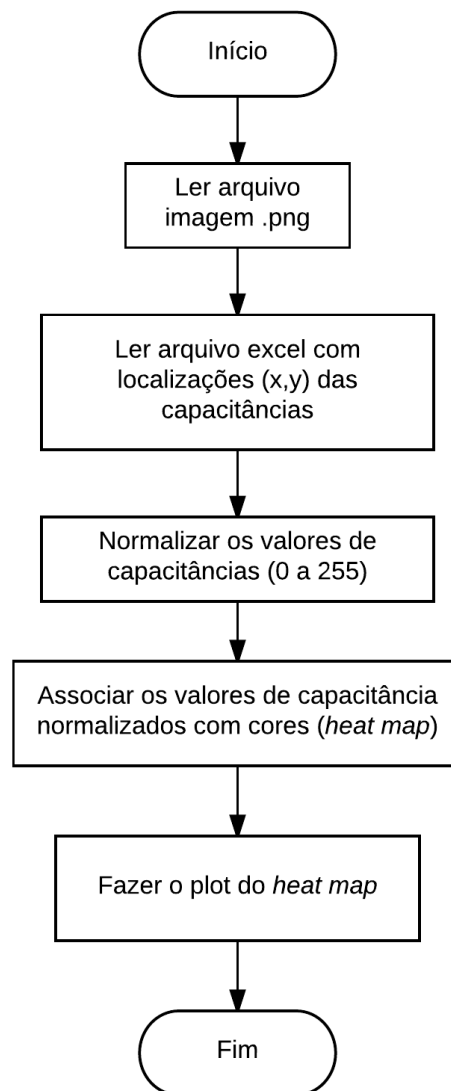 Início
Ler arquivo
imagem .png
Ler arquivo excel com
localizações (x,y) das
capacitâncias
Normalizar os valores de
capacitâncias (0 a 255)
Associar os valores de capacitância
normalizados com cores (heat map)
Fazer o plot do heat map
Fim